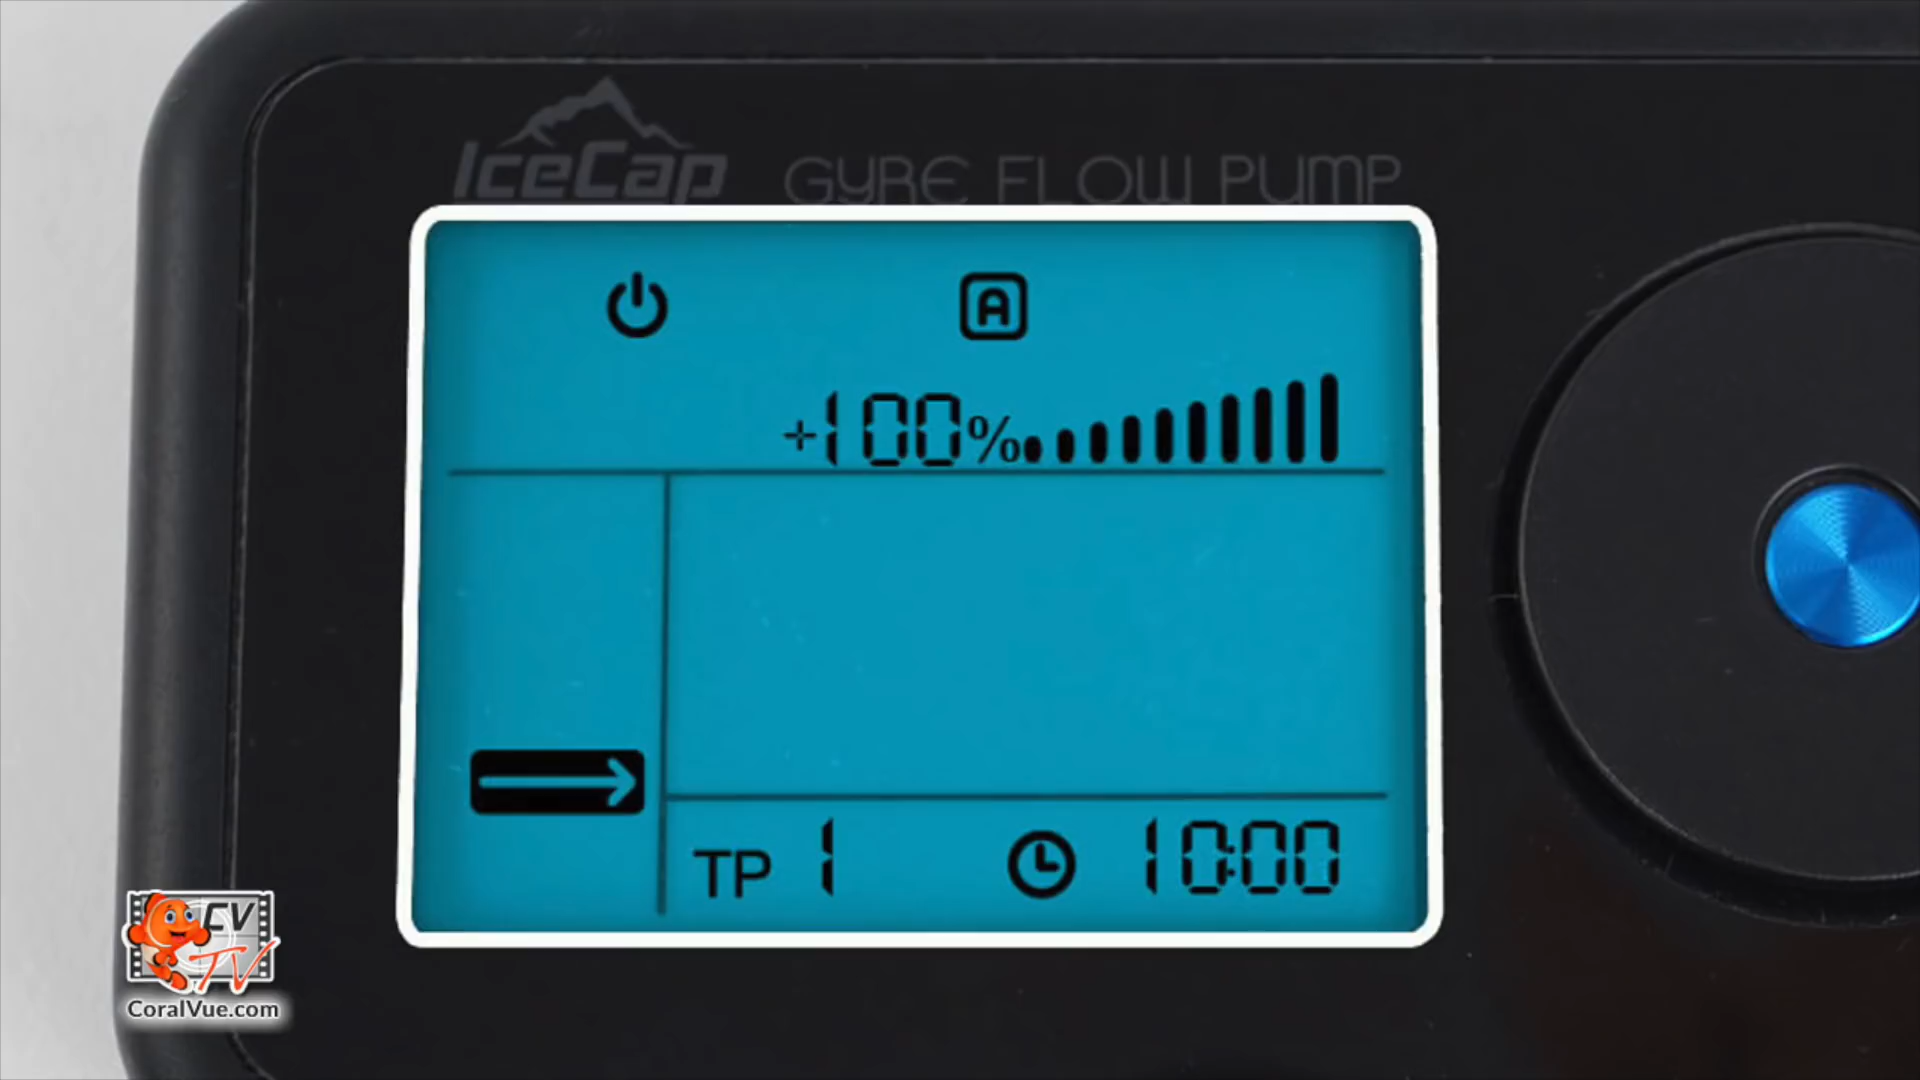 IceCap GYRE FLOW PUMP
A
+100%
TP 1 10:00
CV
TV
CoralVue.com